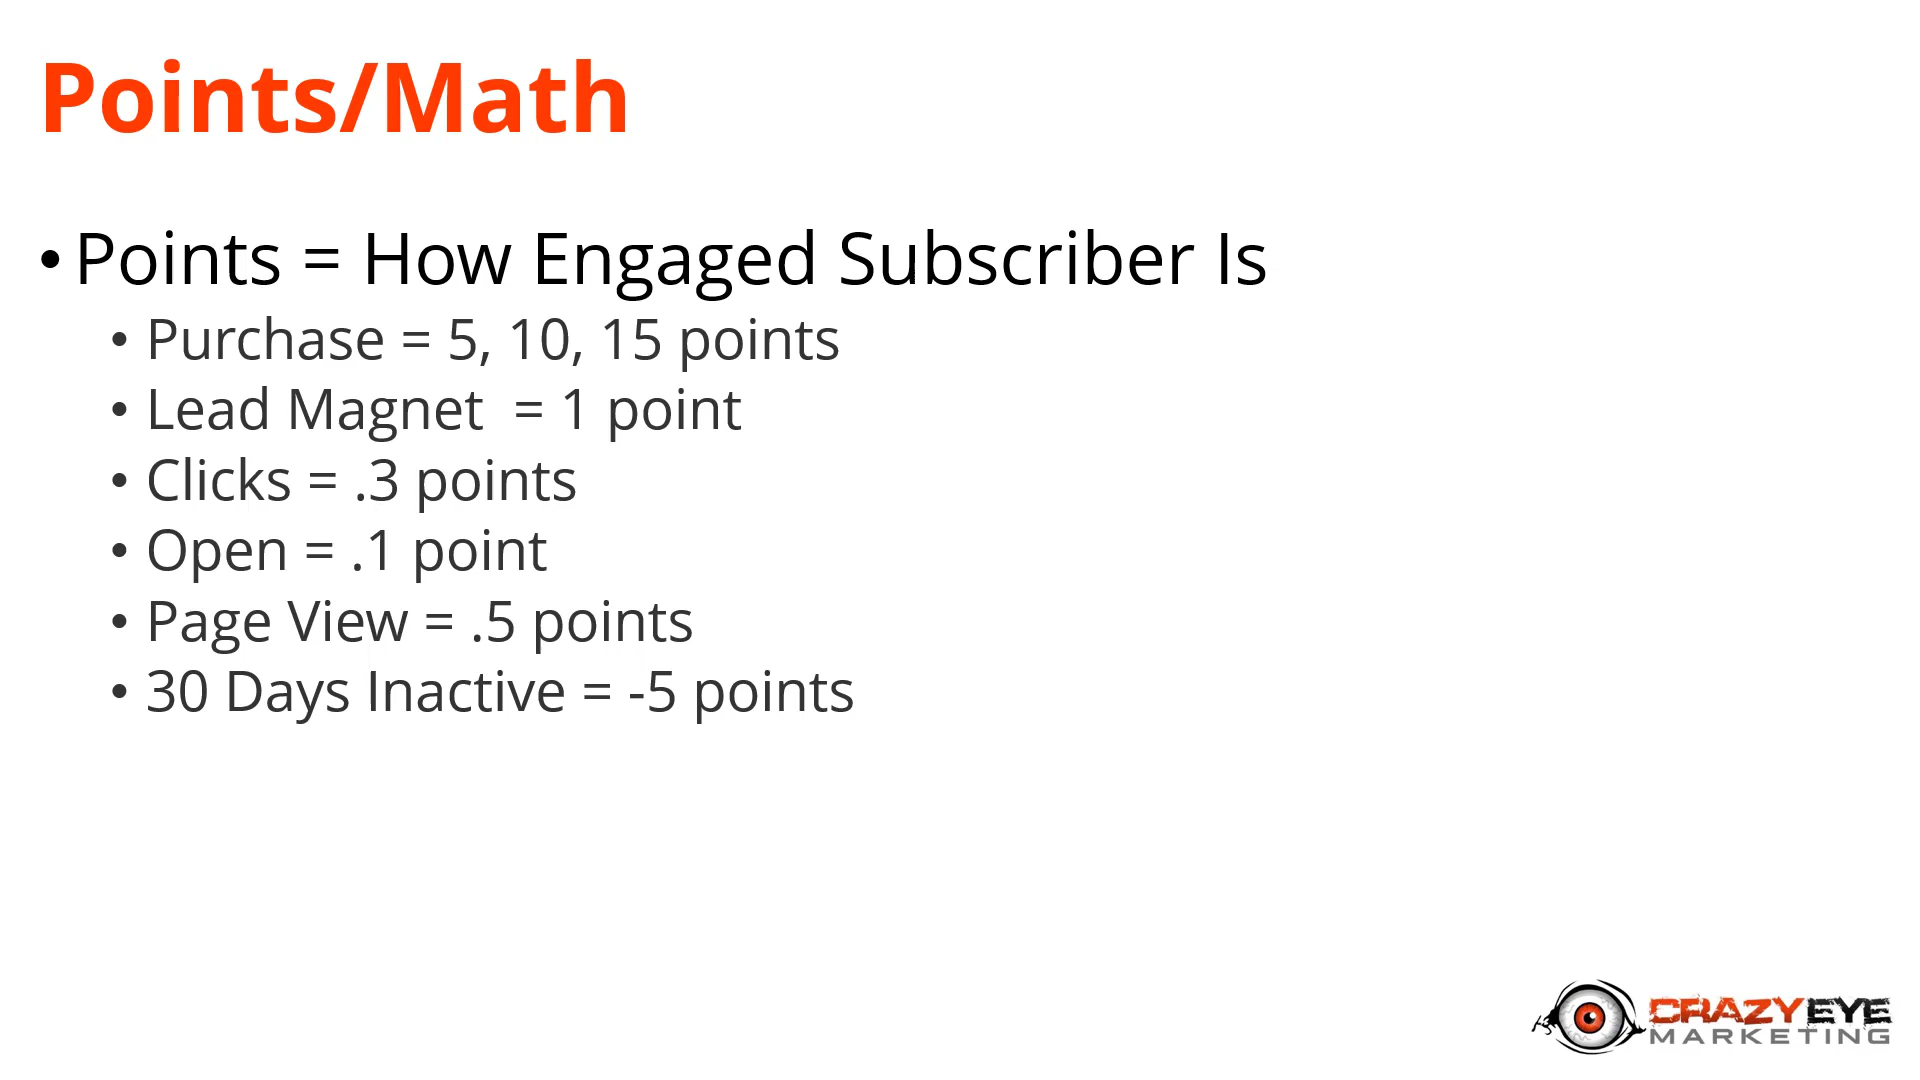 Points/Math
• Points = How Engaged Subscriber Is
• Purchase = 5, 10, 15 points
• Lead Magnet  = 1 point
• Clicks = .3 points
• Open = .1 point
• Page View = .5 points
• 30 Days Inactive = -5 points
CRAZYEYE
MARKETING